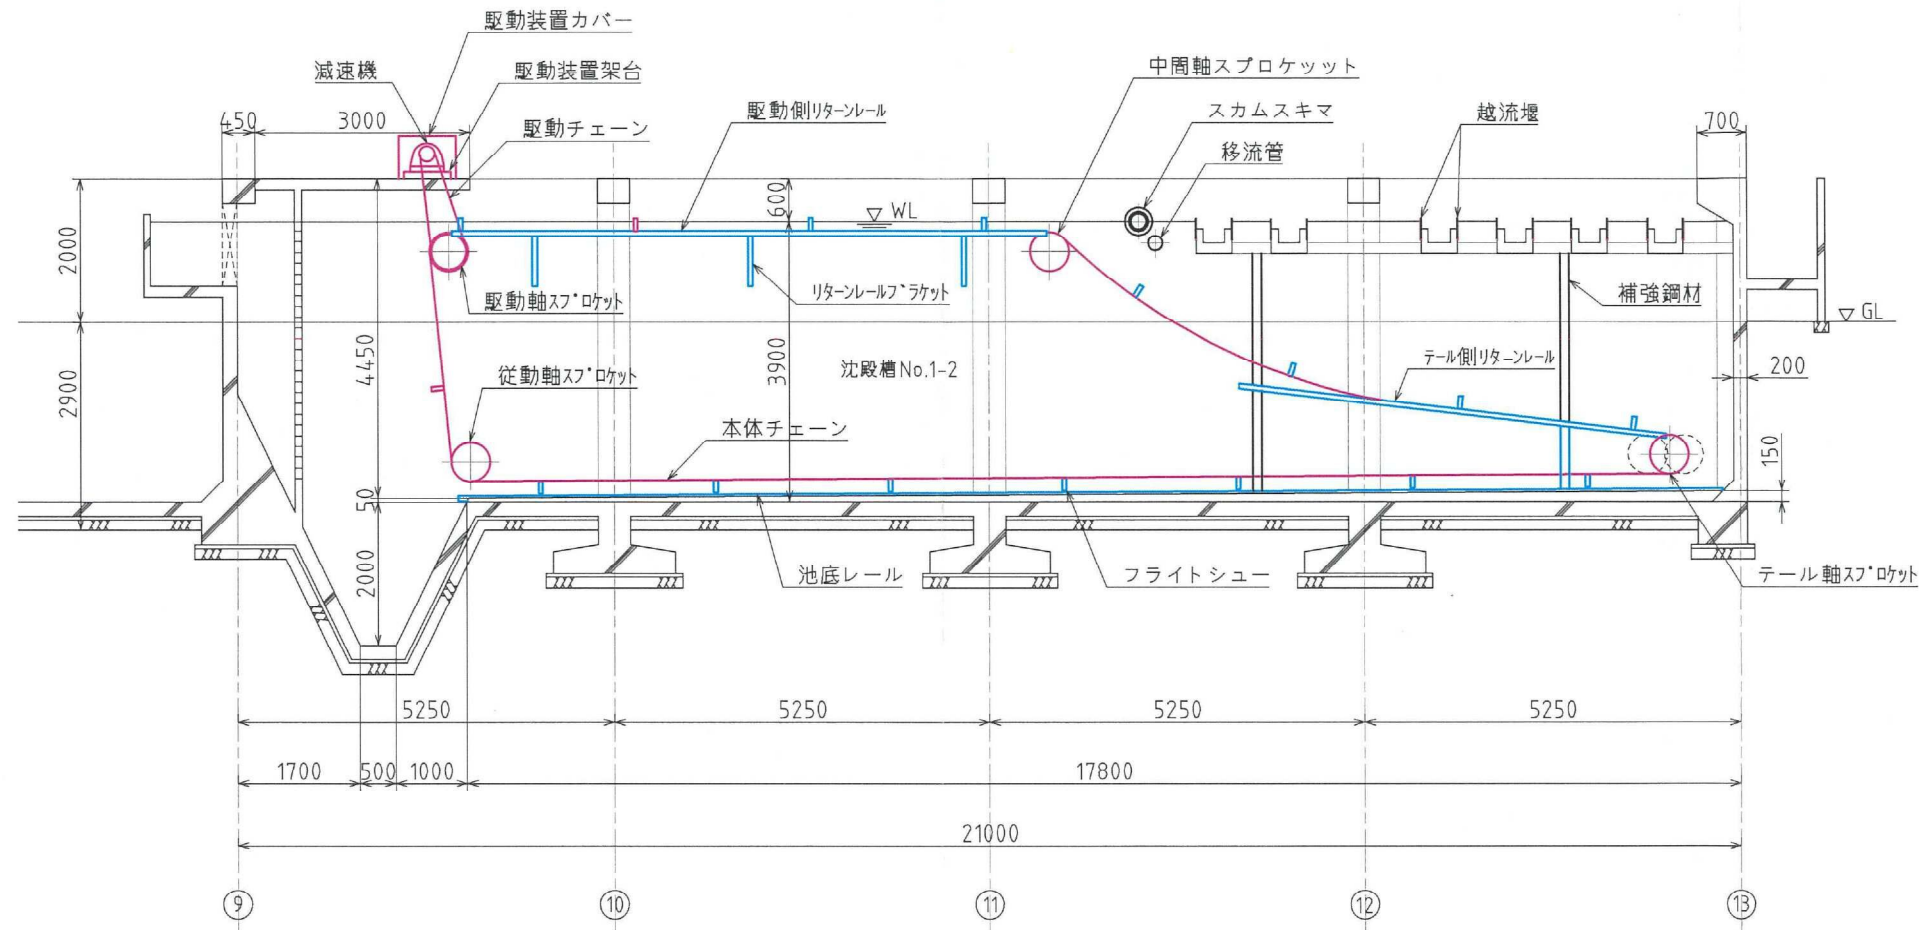 駆動装置カバー
減速機
駆動装置架台
中間軸スプロケッット
450
3000
駆動チェーン
駆動側リターンレール
スカムスキマ
越流堰
700
移流管
600
WL
2000
駆動軸スプロケット
リターンレールブラケット
補強鋼材
GL
2900
4450
3900
沈殿槽No.1-2
従動軸スプロケット
テール側リターンレール
200
本体チェーン
150
50
2000
池底レール
フライトシュー
テール軸スプロケット
5250
5250
5250
5250
1700
500
1000
17800
21000
9
10
11
12
13